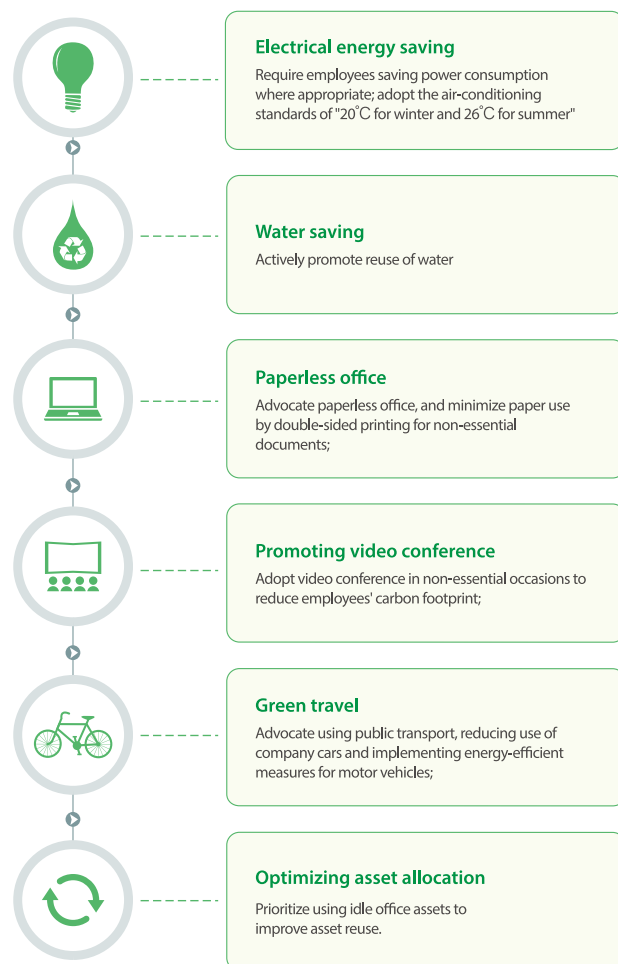 Electrical energy saving
Require employees saving power consumption
where appropriate; adopt the air-conditioning
standards of "20°C for winter and 26°C for summer"
Water saving
Actively promote reuse of water
Paperless office
Advocate paperless office, and minimize paper use
by double-sided printing for non-essential
documents;
Promoting video conference
Adopt video conference in non-essential occasions to
reduce employees' carbon footprint;
Green travel
Advocate using public transport, reducing use of
company cars and implementing energy-efficient
measures for motor vehicles;
Optimizing asset allocation
Prioritize using idle office assets to
improve asset reuse.